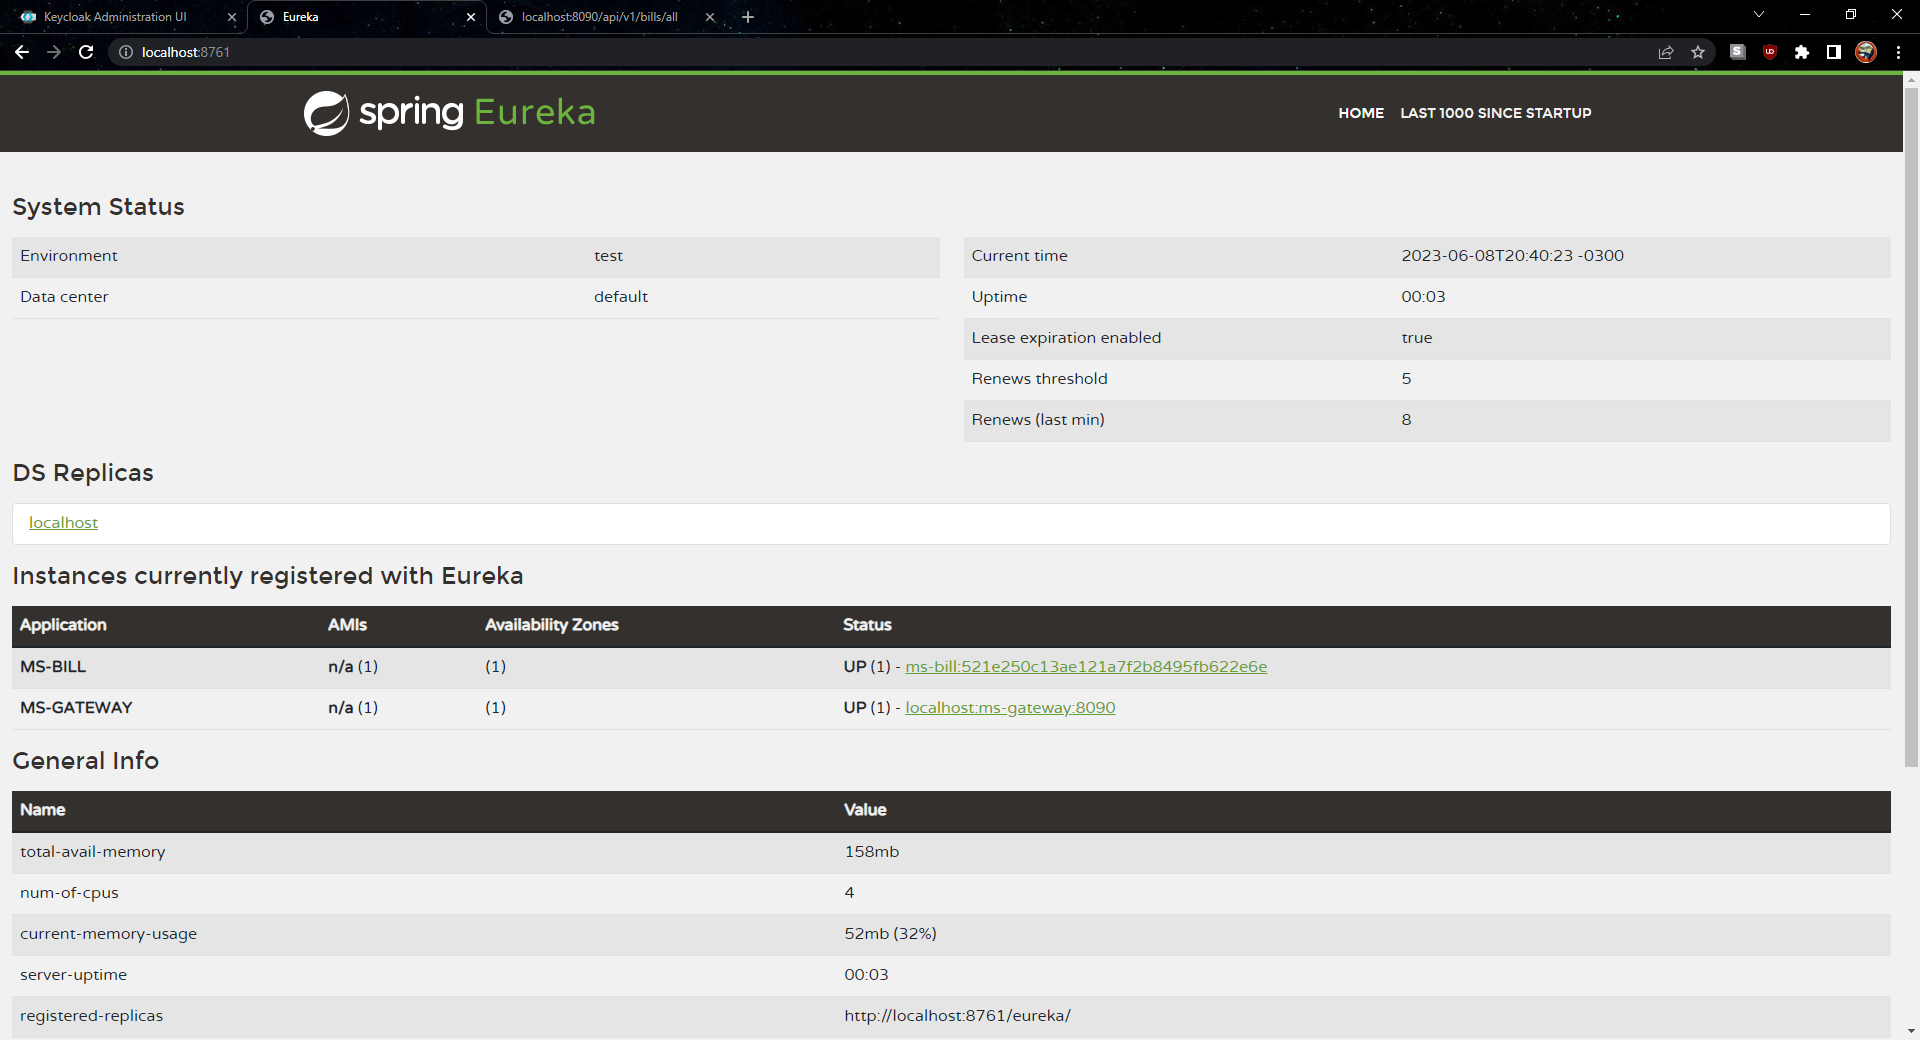 Keycloak Administration UI
Eureka
localhost:8090/api/v1/bills/all
localhost:8761
spring Eureka
HOME
LAST 1000 SINCE STARTUP
System Status
Environment test
Data center default
Current time 2023-06-08T20:40:23 -0300
Uptime 00:03
Lease expiration enabled true
Renews threshold 5
Renews (last min) 8
DS Replicas
localhost
Instances currently registered with Eureka
Application AMIs Availability Zones Status
MS-BILL n/a (1) (1) UP (1) - ms-bill:521e250c13ae121a7f2b8495fb622e6e
MS-GATEWAY n/a (1) (1) UP (1) - localhost:ms-gateway:8090
General Info
Name Value
total-avail-memory 158mb
num-of-cpus 4
current-memory-usage 52mb (32%)
server-uptime 00:03
registered-replicas http://localhost:8761/eureka/